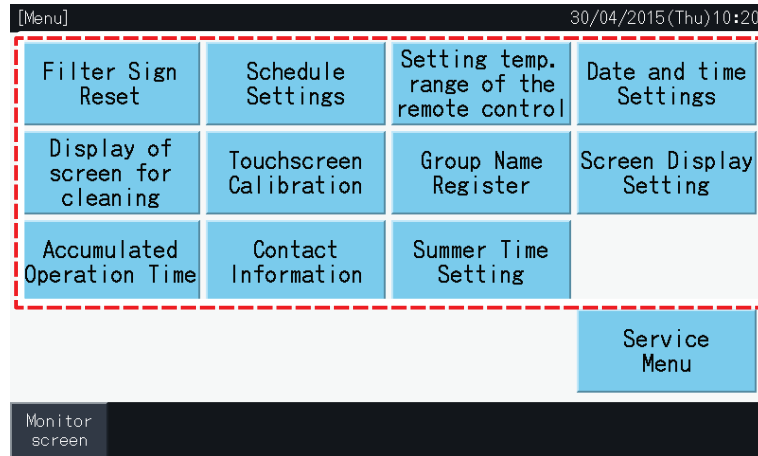 [Menu] 30/04/2015(Thu)10:20
Filter Sign
Reset
Schedule
Settings
Setting temp.
range of the
remote control
Date and time
Settings
Display of
screen for
cleaning
Touchscreen
Calibration
Group Name
Register
Screen Display
Setting
Accumulated
Operation Time
Contact
Information
Summer Time
Setting
Service
Menu
Monitor
screen